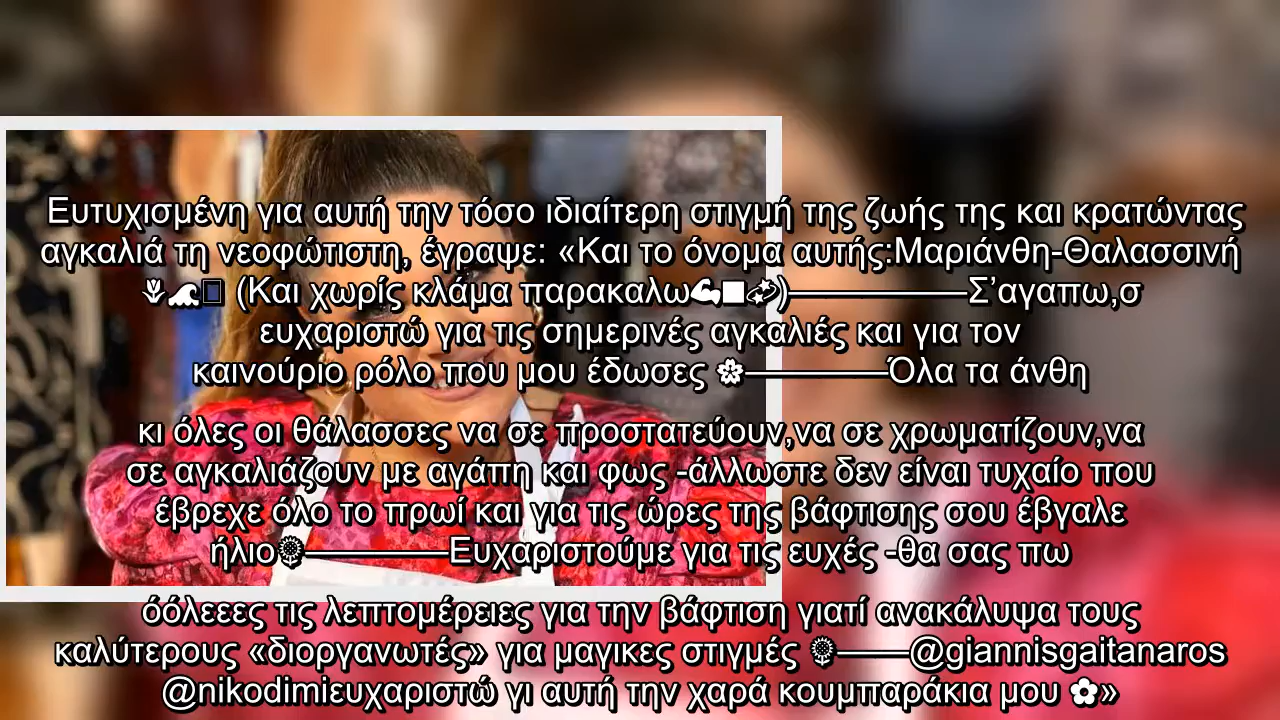 Ευτυχισμένη για αυτή την τόσο ιδιαίτερη στιγμή της ζωής της και κρατώντας
αγκαλιά τη νεοφώτιστη, έγραψε: «Και το όνομα αυτής:Μαριάνθη-Θαλασσινή
🌷🌊 (Και χωρίς κλάμα παρακαλω💪■💫)—————Σ’αγαπω,σ
ευχαριστώ για τις σημερινές αγκαλιές και για τον
καινούριο ρόλο που μου έδωσες 🌸————Όλα τα άνθη
κι όλες οι θάλασσες να σε προστατεύουν,να σε χρωματίζουν,να
σε αγκαλιάζουν με αγάπη και φως -άλλωστε δεν είναι τυχαίο που
έβρεχε όλο το πρωί και για τις ώρες της βάφτισης σου έβγαλε
ήλιο🌻————Ευχαριστούμε για τις ευχές -θα σας πω
όόλεεες τις λεπτομέρειες για την βάφτιση γιατί ανακάλυψα τους
καλύτερους «διοργανωτές» για μαγικες στιγμές 🌻——@giannisgaitanaros
@nikodimiευχαριστώ γι αυτή την χαρά κουμπαράκια μου 🌼»